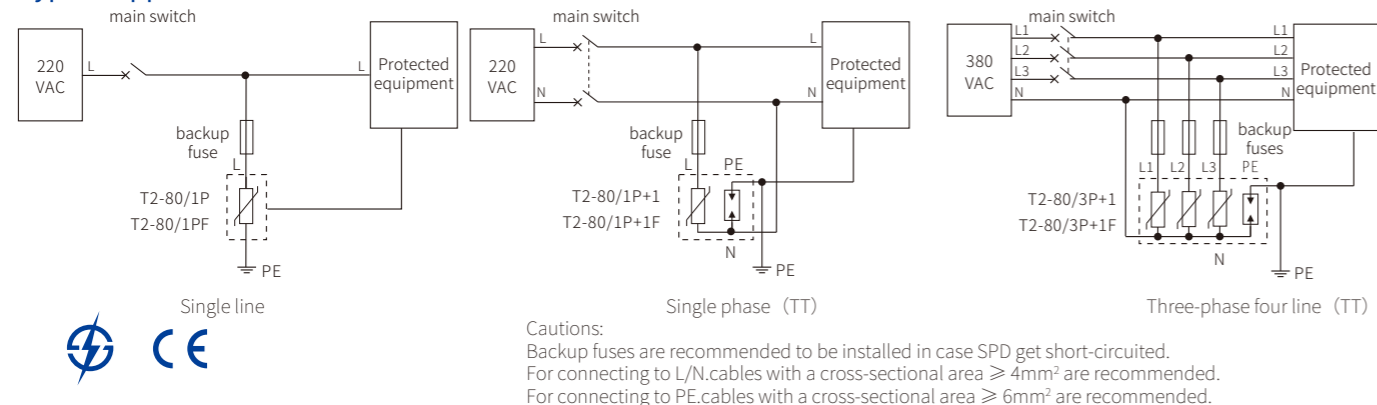 main switch
220
VAC
L
L
Protected
equipment
backup
fuse
L
T2-80/1P
T2-80/1PF
PE
Single line
main switch
220
VAC
L
N
L
N
Protected
equipment
backup
fuse
L
PE
T2-80/1P+1
T2-80/1P+1F
N
PE
Single phase（TT）
main switch
380
VAC
L1
L2
L3
N
L1
L2
L3
N
Protected
equipment
backup
fuses
L1
L2
L3
PE
T2-80/3P+1
T2-80/3P+1F
N
PE
Three-phase four line（TT）
CE
Cautions:
Backup fuses are recommended to be installed in case SPD get short-circuited.
For connecting to L/N.cables with a cross-sectional area ⩾ 4mm² are recommended.
For connecting to PE.cables with a cross-sectional area ⩾ 6mm² are recommended.